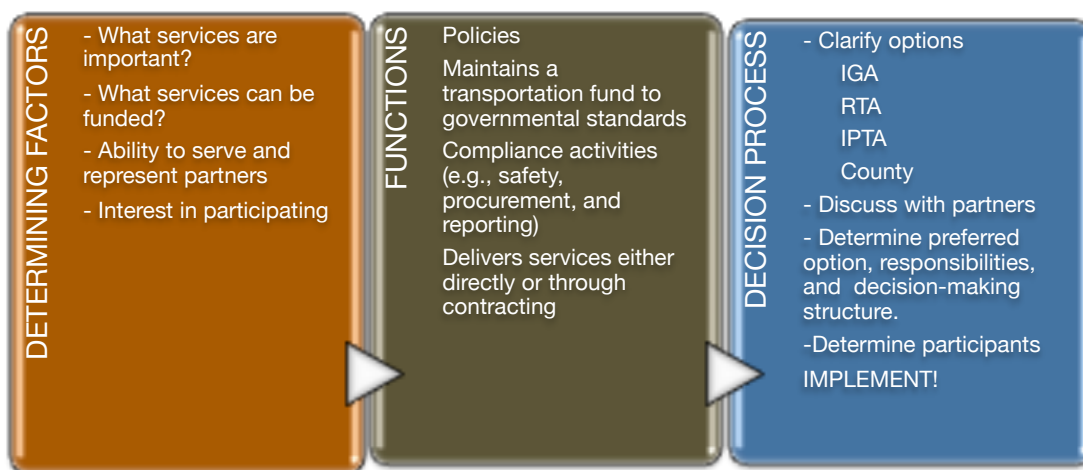 DETERMINING FACTORS
- What services are
important?
- What services can be
funded?
- Ability to serve and
represent partners
- Interest in participating
FUNCTIONS
Policies
Maintains a
transportation fund to
governmental standards
Compliance activities
(e.g., safety,
procurement, and
reporting)
Delivers services either
directly or through
contracting
DECISION PROCESS
- Clarify options
IGA
RTA
IPTA
County
- Discuss with partners
- Determine preferred
option, responsibilities,
and  decision-making
structure.
-Determine participants
IMPLEMENT!